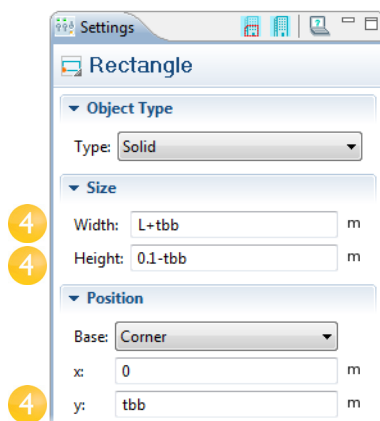 Settings
Rectangle
Object Type
Type: Solid
Size
4 Width: L+tbb m
4 Height: 0.1-tbb m
Position
Base: Corner
x: 0 m
4 y: tbb m